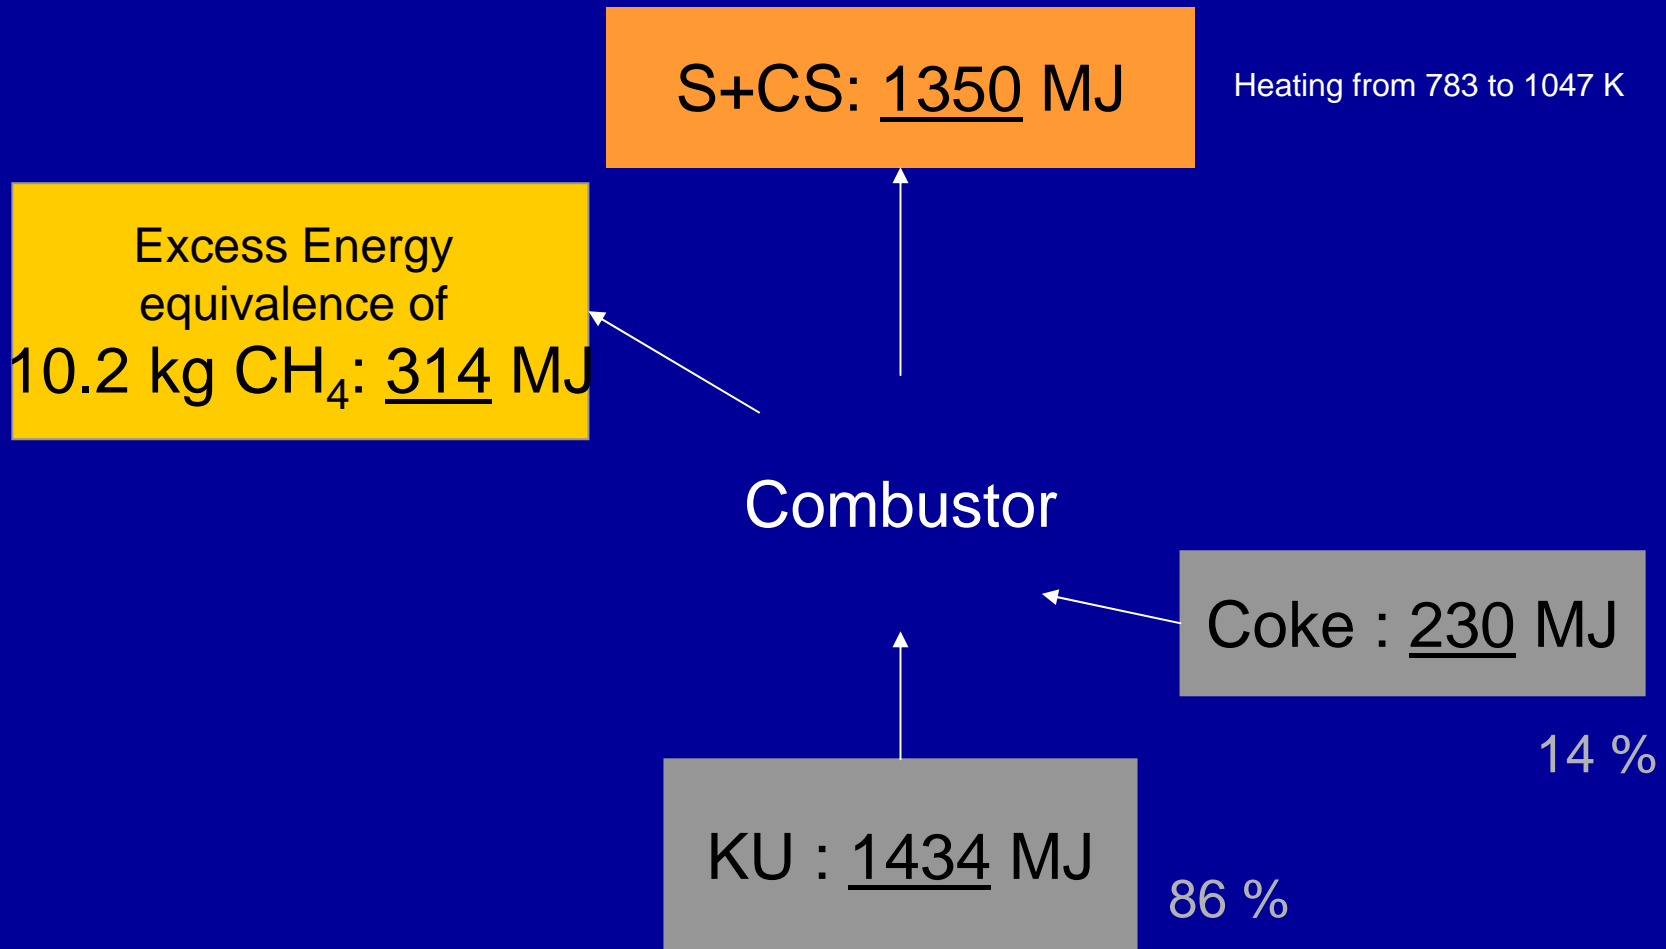 S+CS: 1350 MJ
Heating from 783 to 1047 K
Excess Energy
equivalence of
10.2 kg CH₄: 314 MJ
Combustor
Coke : 230 MJ
14 %
KU : 1434 MJ
86 %